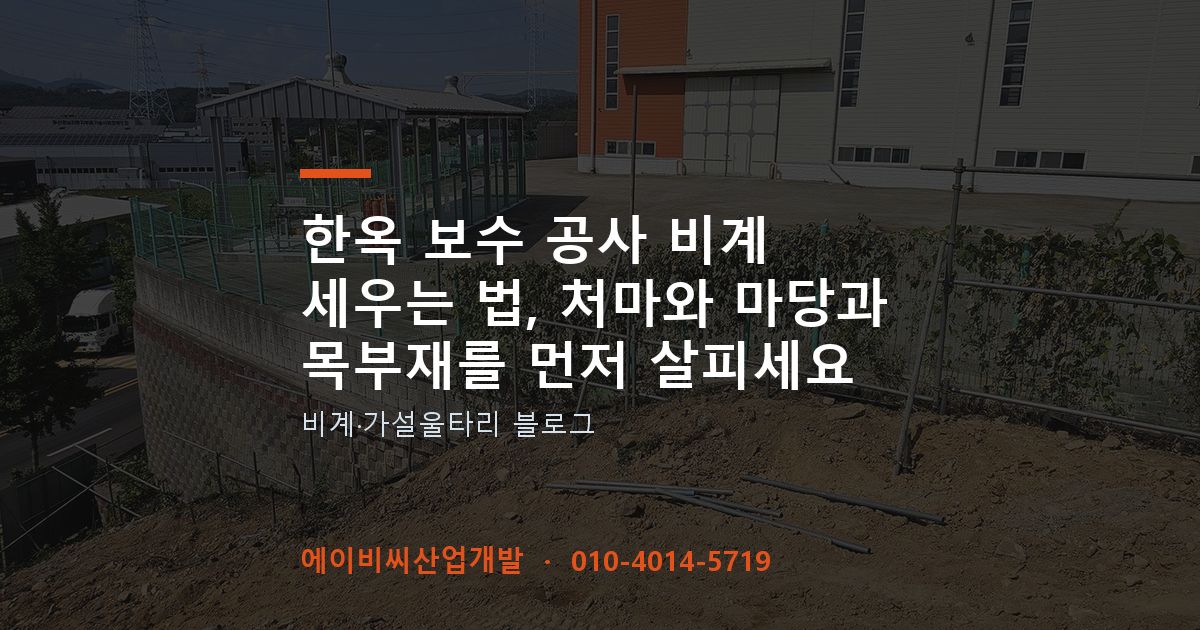 한옥 보수 공사 비계
세우는 법, 처마와 마당과
목부재를 먼저 살피세요
비계·가설울타리 블로그
에이비씨산업개발 · 010-4014-5719